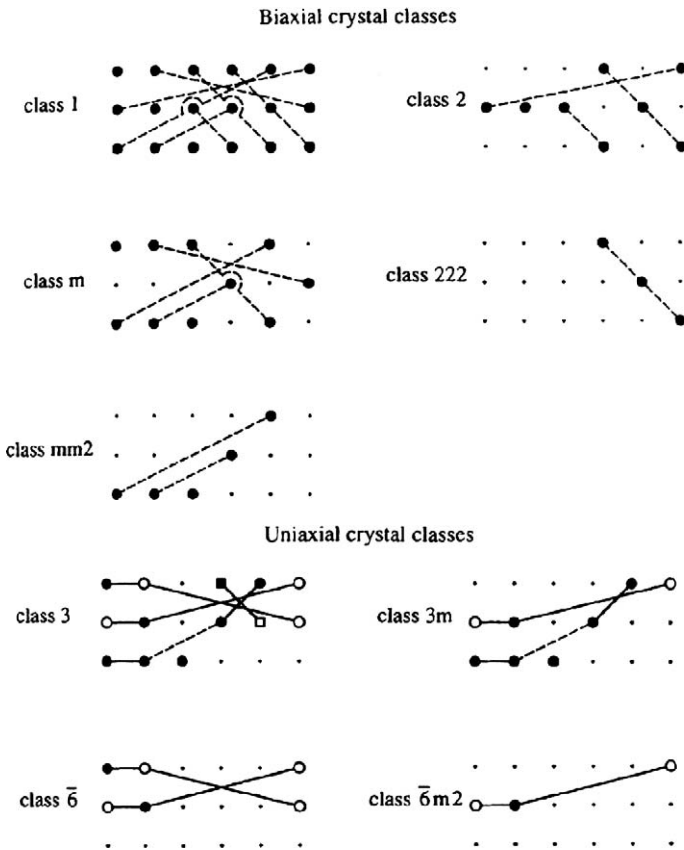 Biaxial crystal classes
class 1
class 2
class m
class 222
class mm2
Uniaxial crystal classes
class 3
class 3m
class 6̄
class 6̄m2